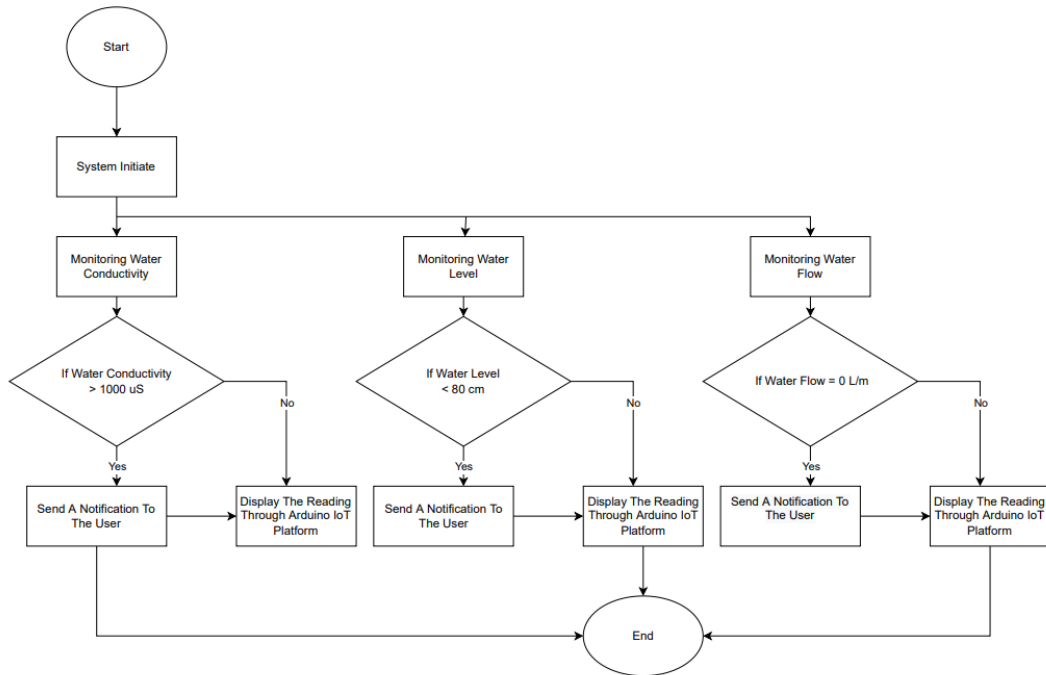 Start
System Initiate
Monitoring Water
Conductivity
Monitoring Water
Level
Monitoring Water
Flow
If Water Conductivity
> 1000 uS
If Water Level
< 80 cm
If Water Flow = 0 L/m
No
No
No
Yes
Yes
Yes
Send A Notification To
The User
Display The Reading
Through Arduino IoT
Platform
Send A Notification To
The User
Display The Reading
Through Arduino IoT
Platform
Send A Notification To
The User
Display The Reading
Through Arduino IoT
Platform
End